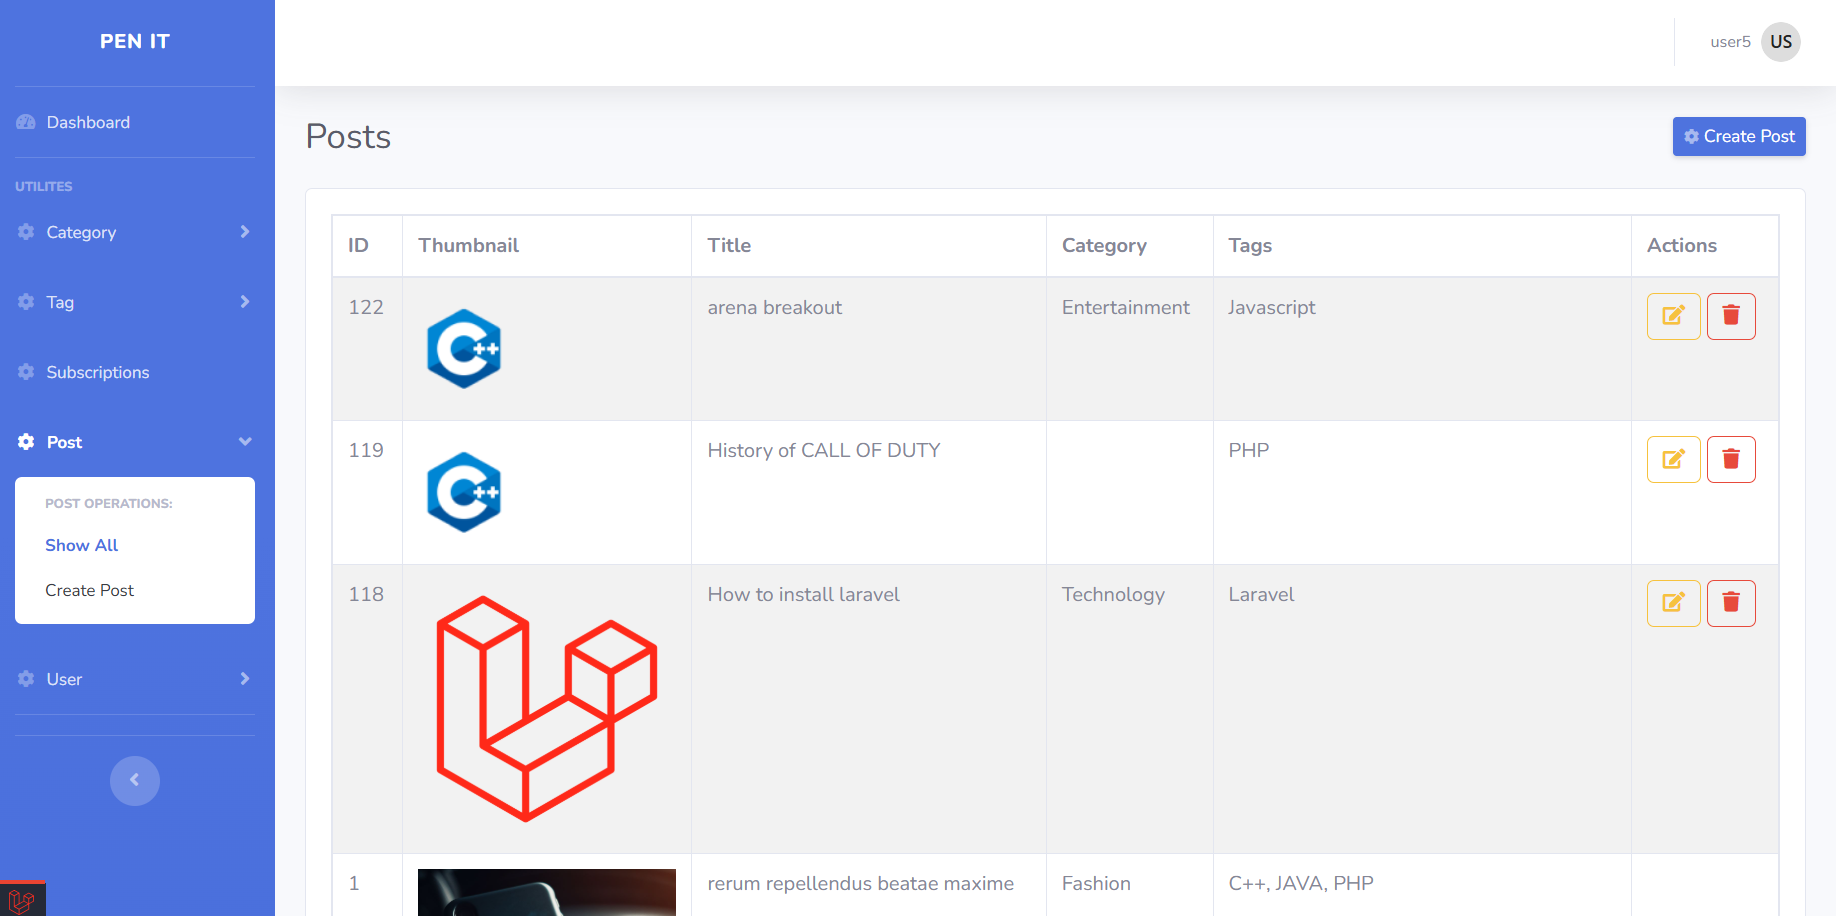 PEN IT
Dashboard
UTILITES
Category
Tag
Subscriptions
Post
POST OPERATIONS:
Show All
Create Post
User
user5 US
Posts
Create Post
ID Thumbnail Title Category Tags Actions
122 C++ arena breakout Entertainment Javascript
119 C++ History of CALL OF DUTY PHP
118 How to install laravel Technology Laravel
1 rerum repellendus beatae maxime Fashion C++, JAVA, PHP